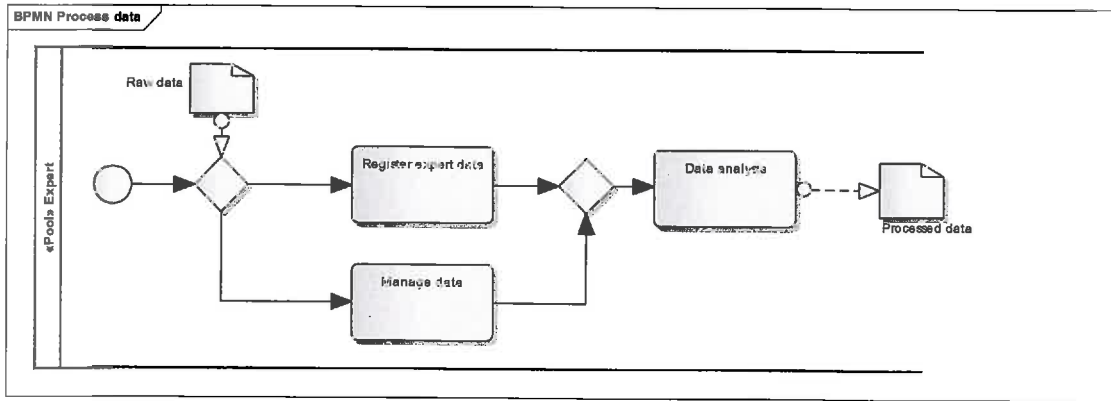 BPMN Process data
Raw data
«Pool» Expert
Register expert data
Data analysis
Processed data
Manage data